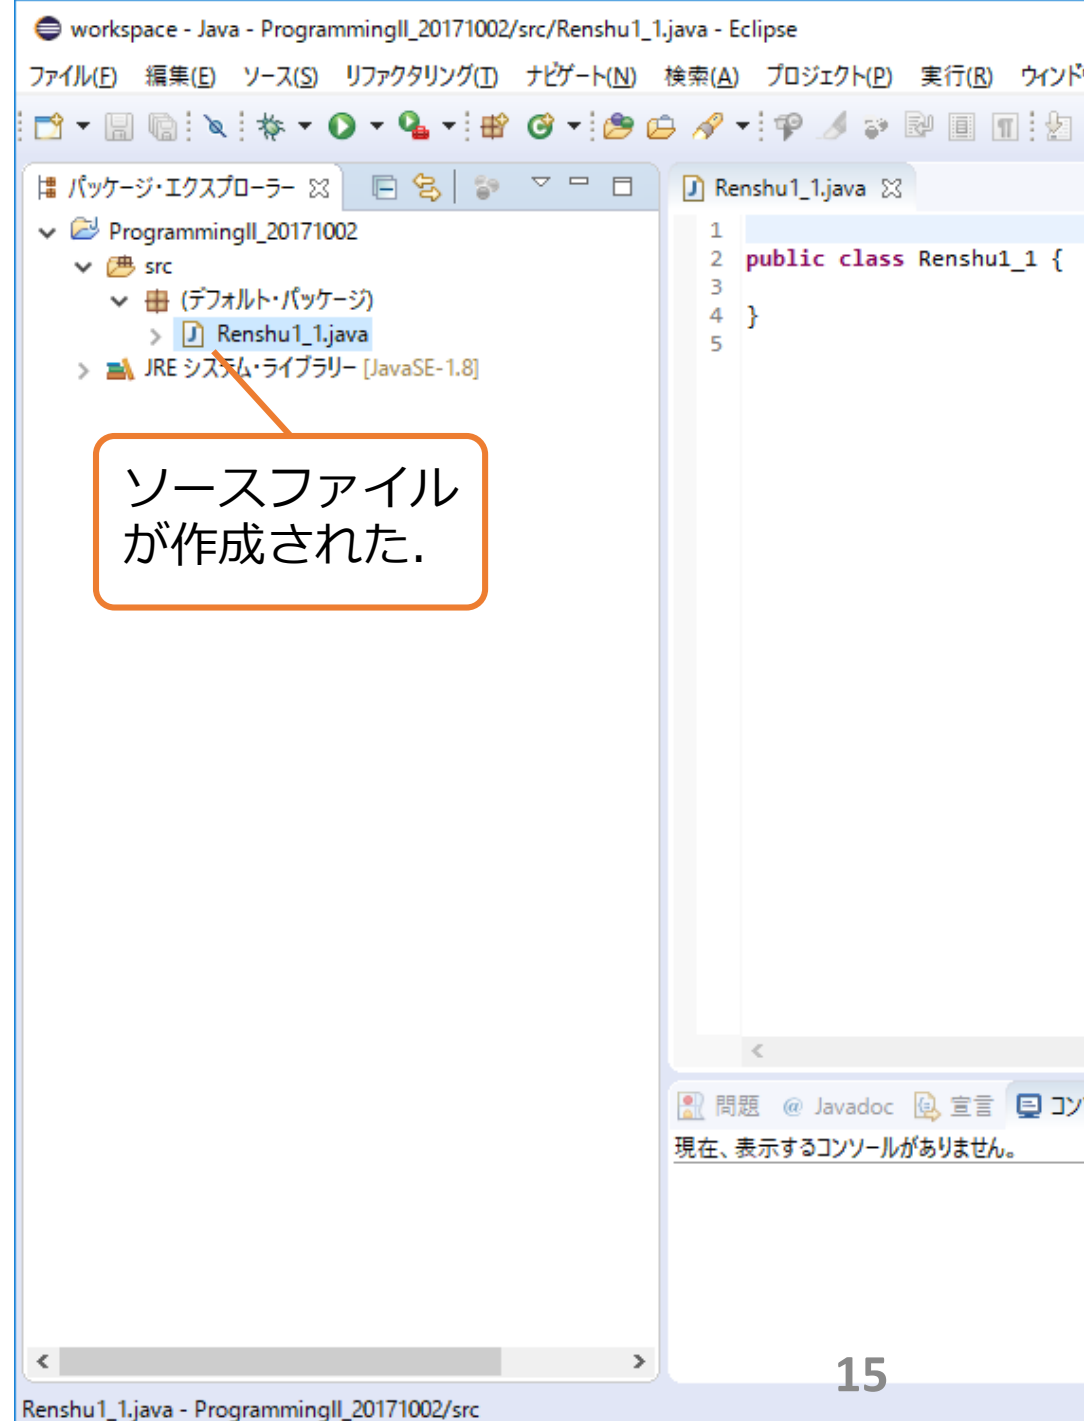 workspace - Java - ProgrammingII_20171002/src/Renshu1_1.java - Eclipse
ファイル(F) 編集(E) ソース(S) リファクタリング(T) ナビゲート(N) 検索(A) プロジェクト(P) 実行(R) ウィンド
パッケージ・エクスプローラー
ProgrammingII_20171002
src
(デフォルト・パッケージ)
Renshu1_1.java
JRE システム・ライブラリー [JavaSE-1.8]
ソースファイル
が作成された.
Renshu1_1.java
1
2 public class Renshu1_1 {
3
4 }
5
問題 @ Javadoc 宣言 コン
現在、表示するコンソールがありません。
15
Renshu1_1.java - ProgrammingII_20171002/src